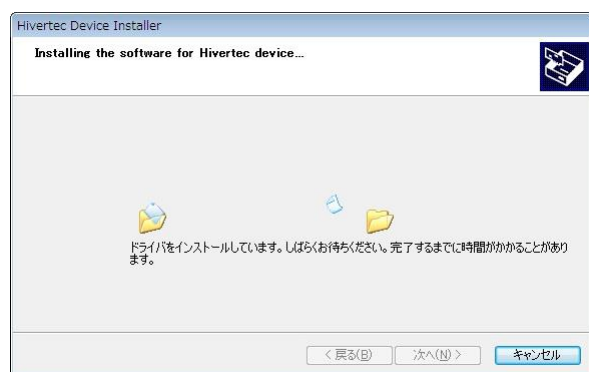 Hivertec Device Installer
Installing the software for Hivertec device...
ドライバをインストールしています。しばらくお待ちください。完了するまでに時間がかかることがあり
ます。
< 戻る(B)
次へ(N) >
キャンセル